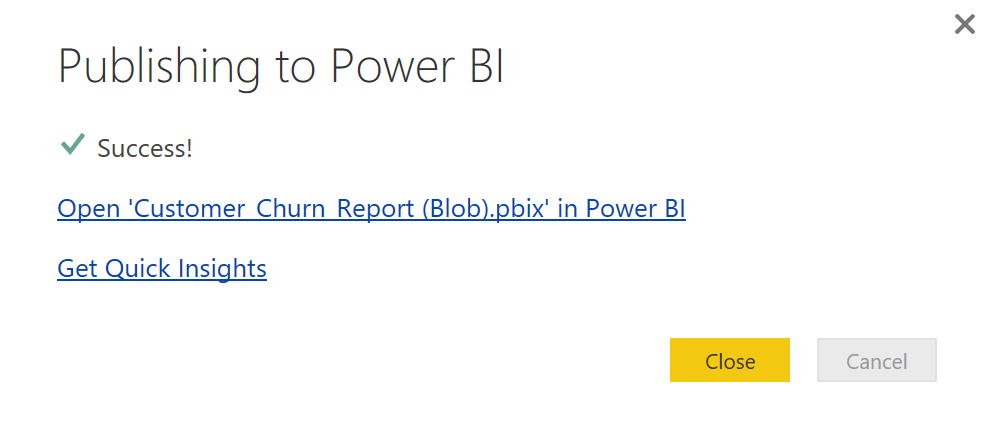 Publishing to Power BI
Success!
Open 'Customer_Churn_Report (Blob).pbix' in Power BI
Get Quick Insights
Close
Cancel